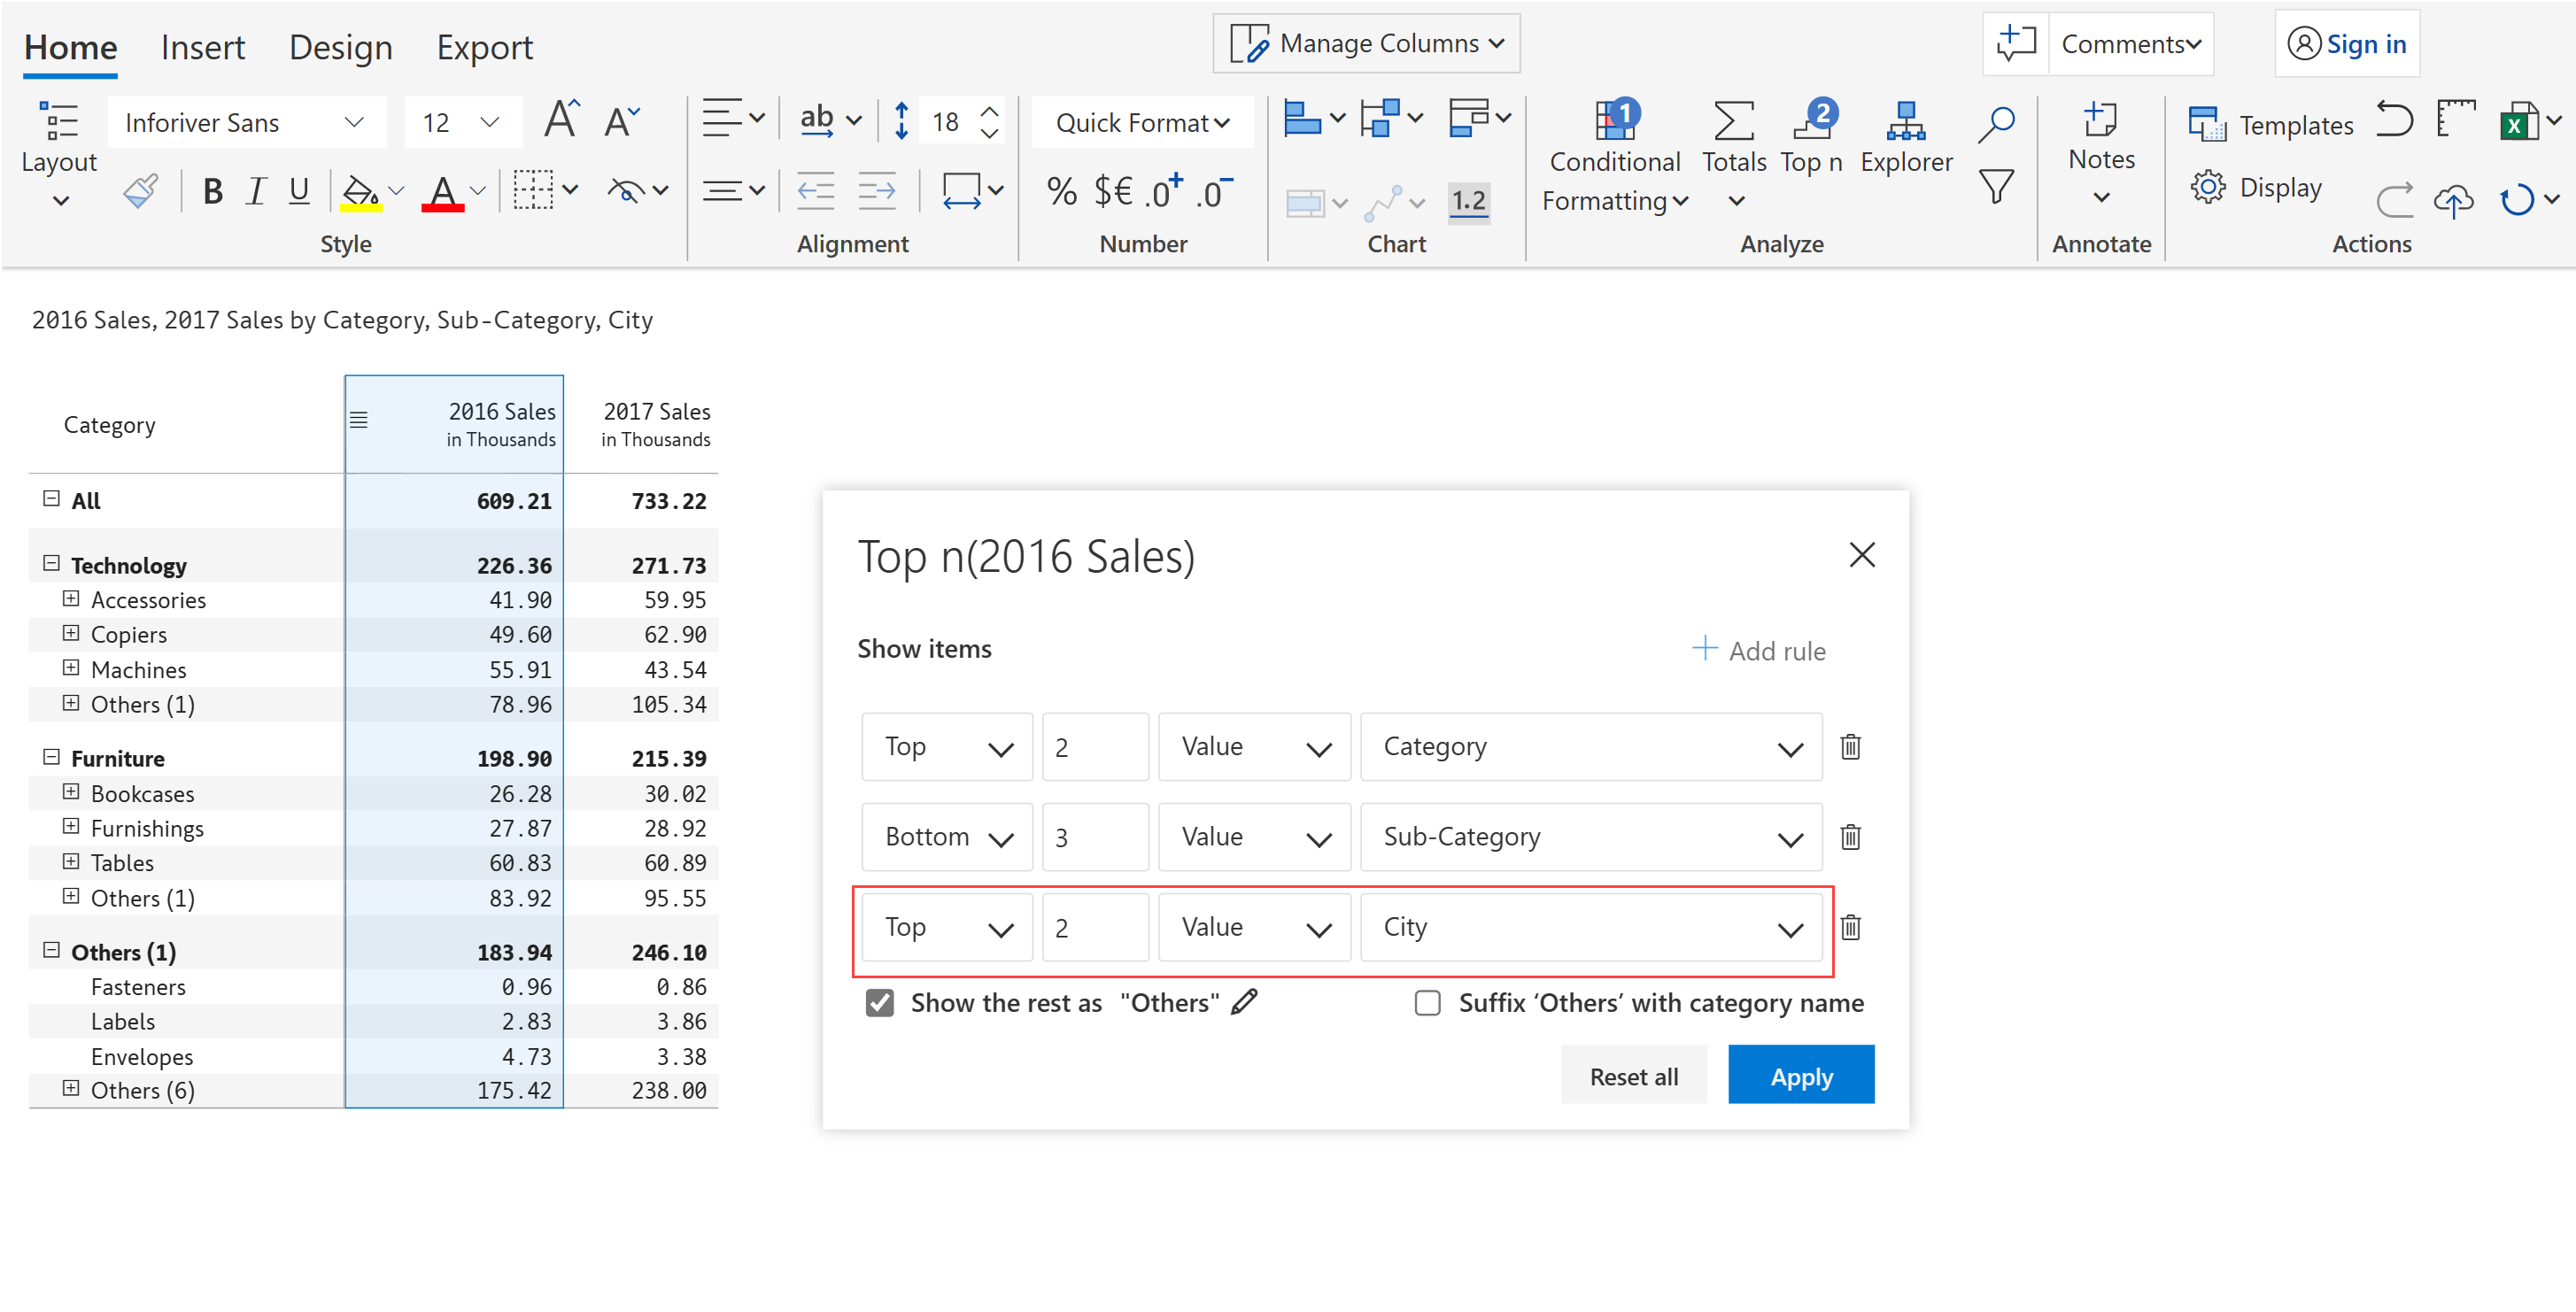 Home Insert Design Export Manage Columns Comments Sign in
Inforiver Sans 12 A A ab 18 Quick Format 1 2 Templates
Layout Conditional Totals Top n Explorer Notes
B I U A % $€ .0+ .0- 1.2 Formatting Display
Style Alignment Number Chart Analyze Annotate Actions
2016 Sales, 2017 Sales by Category, Sub-Category, City
Category 2016 Sales 2017 Sales
in Thousands in Thousands
All 609.21 733.22
Technology 226.36 271.73
Accessories 41.90 59.95
Copiers 49.60 62.90
Machines 55.91 43.54
Others (1) 78.96 105.34
Furniture 198.90 215.39
Bookcases 26.28 30.02
Furnishings 27.87 28.92
Tables 60.83 60.89
Others (1) 83.92 95.55
Others (1) 183.94 246.10
Fasteners 0.96 0.86
Labels 2.83 3.86
Envelopes 4.73 3.38
Others (6) 175.42 238.00
Top n(2016 Sales)
Show items Add rule
Top 2 Value Category
Bottom 3 Value Sub-Category
Top 2 Value City
Show the rest as "Others" Suffix ‘Others’ with category name
Reset all Apply